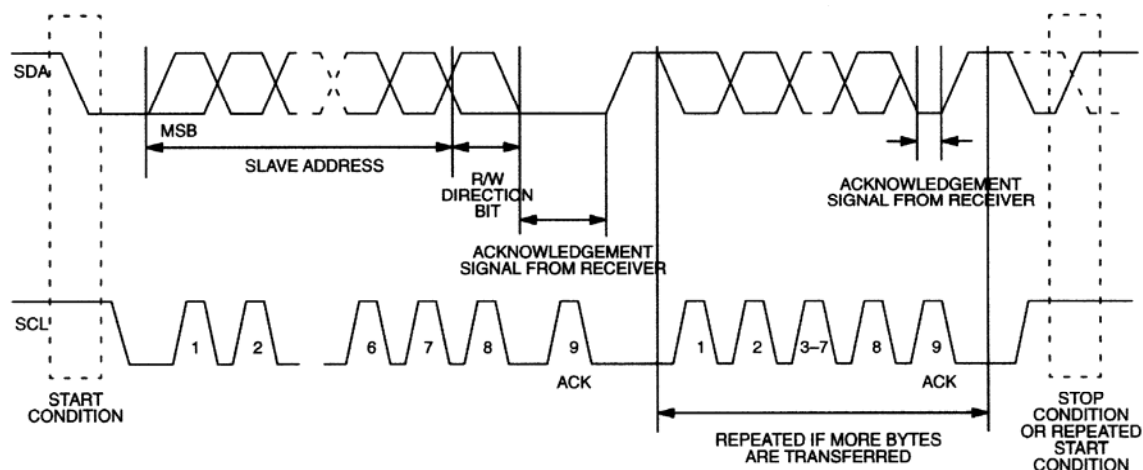 SDA
MSB
SLAVE ADDRESS
R/W
DIRECTION
BIT
ACKNOWLEDGEMENT
SIGNAL FROM RECEIVER
ACKNOWLEDGEMENT
SIGNAL FROM RECEIVER
SCL
1
2
6
7
8
9
1
2
3–7
8
9
ACK
ACK
START
CONDITION
REPEATED IF MORE BYTES
ARE TRANSFERRED
STOP
CONDITION
OR REPEATED
START
CONDITION